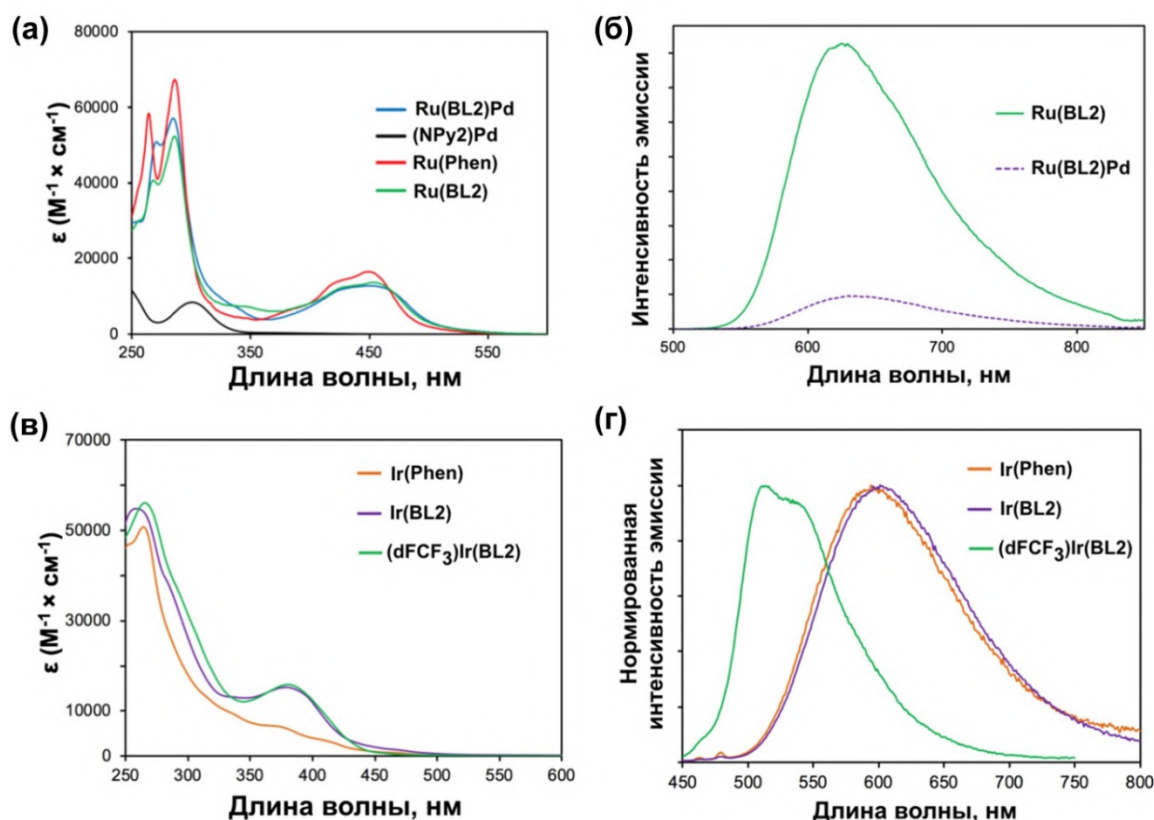 (а)
ε (M⁻¹ × см⁻¹)
80000
60000
40000
20000
0
Ru(BL2)Pd
(NPy2)Pd
Ru(Phen)
Ru(BL2)
250 350 450 550
Длина волны, нм
(б)
Интенсивность эмиссии
Ru(BL2)
Ru(BL2)Pd
500 600 700 800
Длина волны, нм
(в)
ε (M⁻¹ × см⁻¹)
70000
50000
30000
10000
0
Ir(Phen)
Ir(BL2)
(dFCF₃)Ir(BL2)
250 300 350 400 450 500 550 600
Длина волны, нм
(г)
Нормированная
интенсивность эмиссии
Ir(Phen)
Ir(BL2)
(dFCF₃)Ir(BL2)
450 500 550 600 650 700 750 800
Длина волны, нм